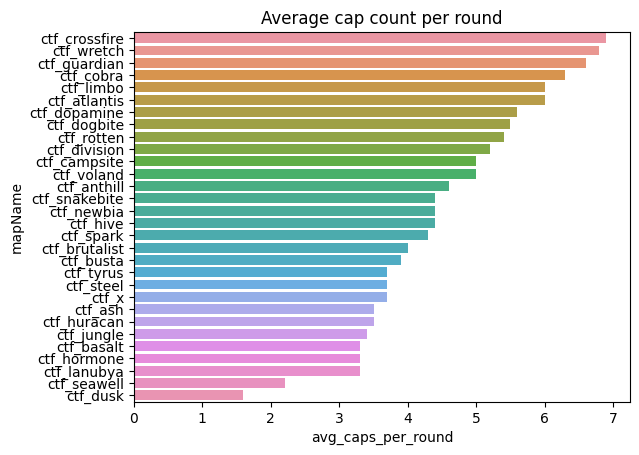 Average cap count per round
mapName
ctf_crossfire
ctf_wretch
ctf_guardian
ctf_cobra
ctf_limbo
ctf_atlantis
ctf_dopamine
ctf_dogbite
ctf_rotten
ctf_division
ctf_campsite
ctf_voland
ctf_anthill
ctf_snakebite
ctf_newbia
ctf_hive
ctf_spark
ctf_brutalist
ctf_busta
ctf_tyrus
ctf_steel
ctf_x
ctf_ash
ctf_huracan
ctf_jungle
ctf_basalt
ctf_hormone
ctf_lanubya
ctf_seawell
ctf_dusk
0 1 2 3 4 5 6 7
avg_caps_per_round